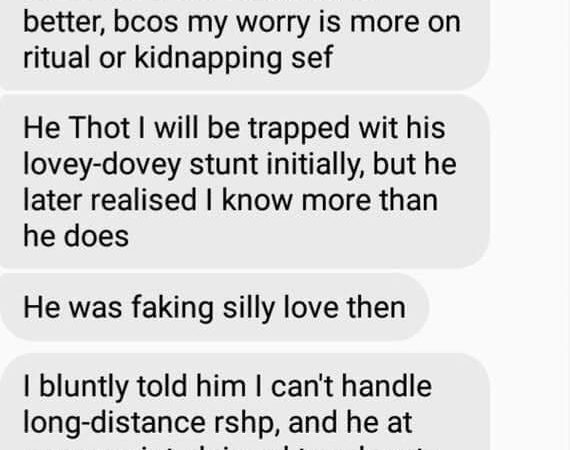 better, bcos my worry is more on
ritual or kidnapping sef
He Thot I will be trapped wit his
lovey-dovey stunt initially, but he
later realised I know more than
he does
He was faking silly love then
I bluntly told him I can't handle
long-distance rshp, and he at